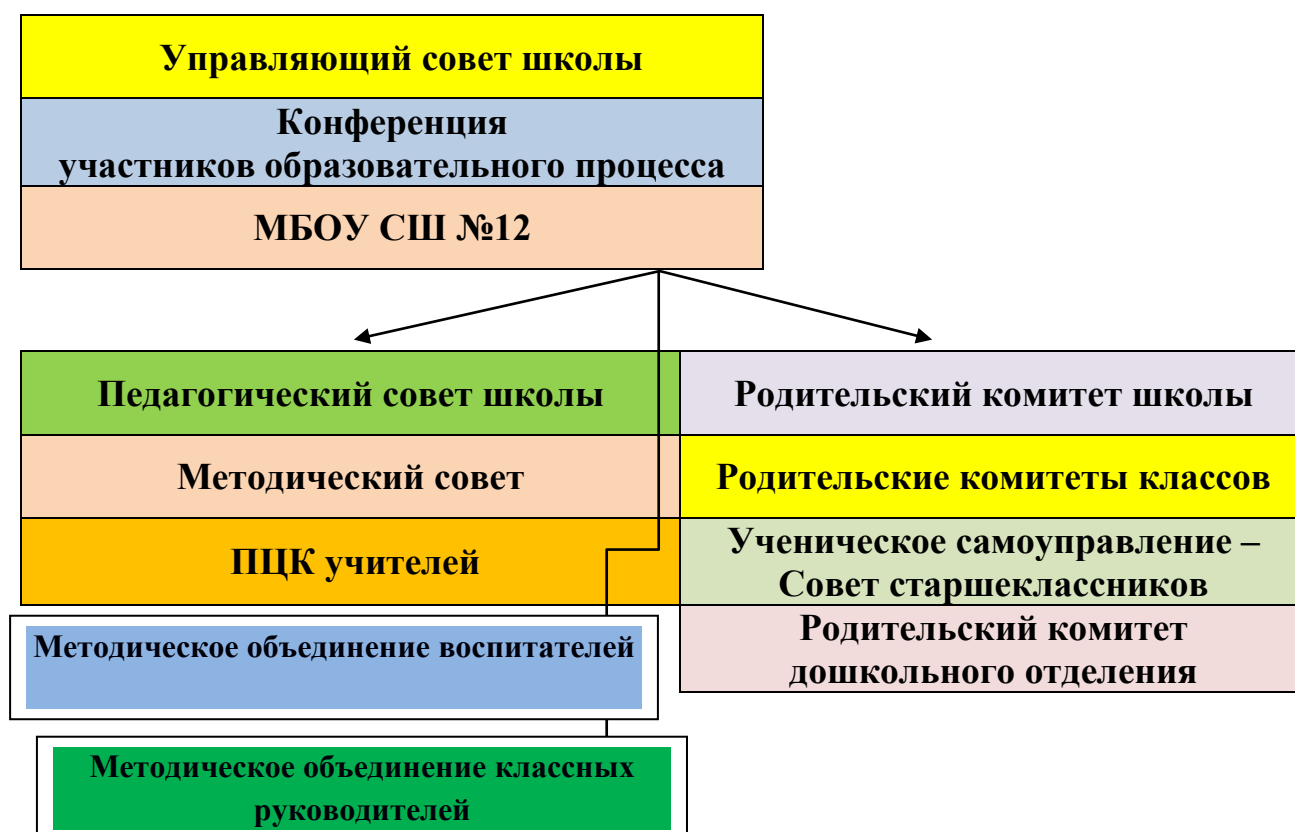 Управляющий совет школы
Конференция
участников образовательного процесса
МБОУ СШ №12
Педагогический совет школы
Методический совет
ПЦК учителей
Методическое объединение воспитателей
Методическое объединение классных
руководителей
Родительский комитет школы
Родительские комитеты классов
Ученическое самоуправление –
Совет старшеклассников
Родительский комитет
дошкольного отделения